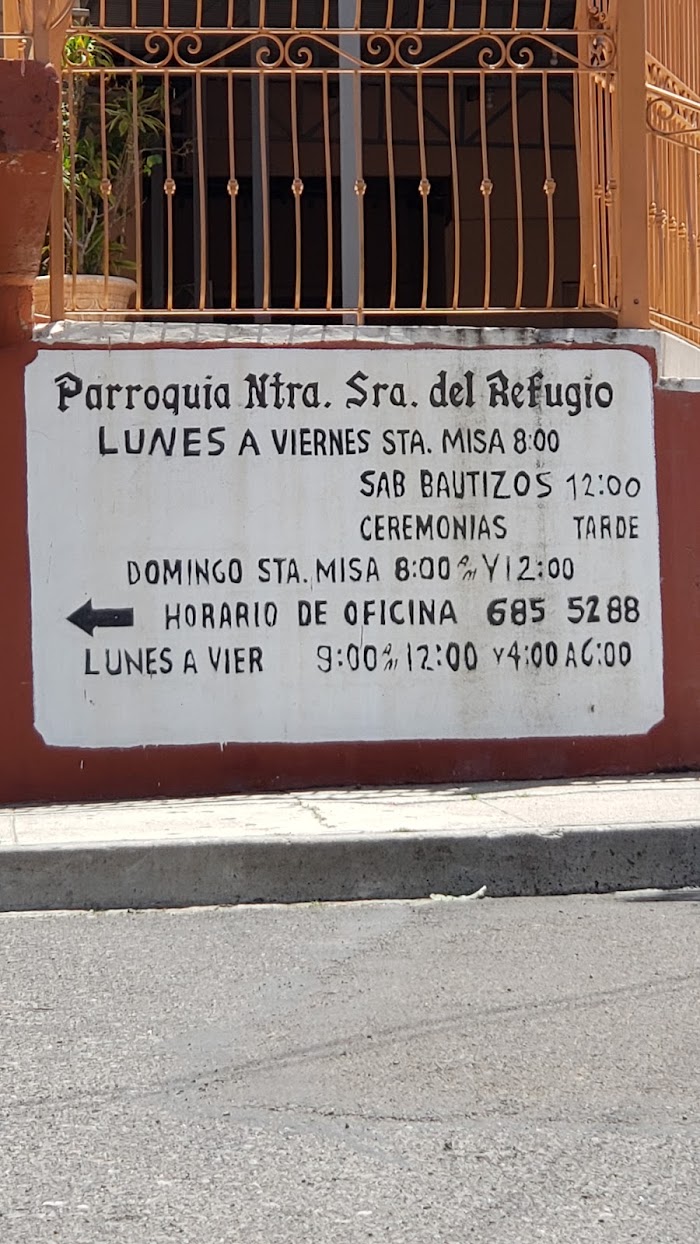 Parroquia Ntra. Sra. del Refugio
LUNES A VIERNES STA. MISA 8:00
SAB BAUTIZOS 12:00
CEREMONIAS TARDE
DOMINGO STA. MISA 8:00 AM Y 12:00
HORARIO DE OFICINA 685 5288
LUNES A VIER 9:00 AM 12:00 Y 4:00 A 6:00